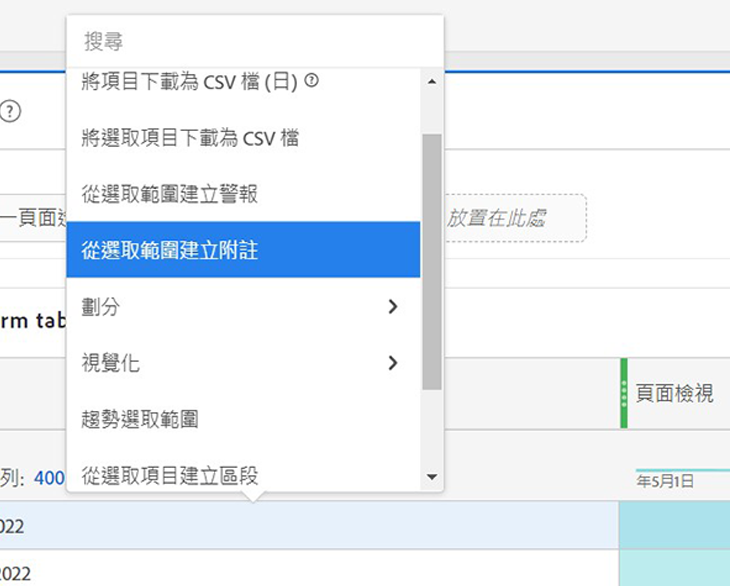 搜尋
將項目下載為 CSV 檔 (日) ?
?
將選取項目下載為 CSV 檔
從選取範圍建立警報
一頁面
放置在此處
從選取範圍建立附註
劃分
rm tab
視覺化
頁面檢視
趨勢選取範圍
列: 400
從選取項目建立區段
年5月1日
022
2022